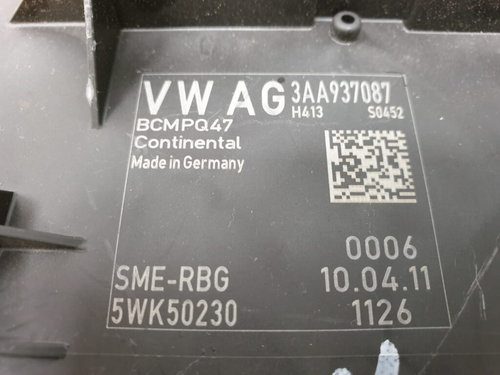 VW AG 3AA937087
H413 S0452
BCMPQ47
Continental
Made in Germany
0006
SME-RBG 10.04.11
5WK50230 1126